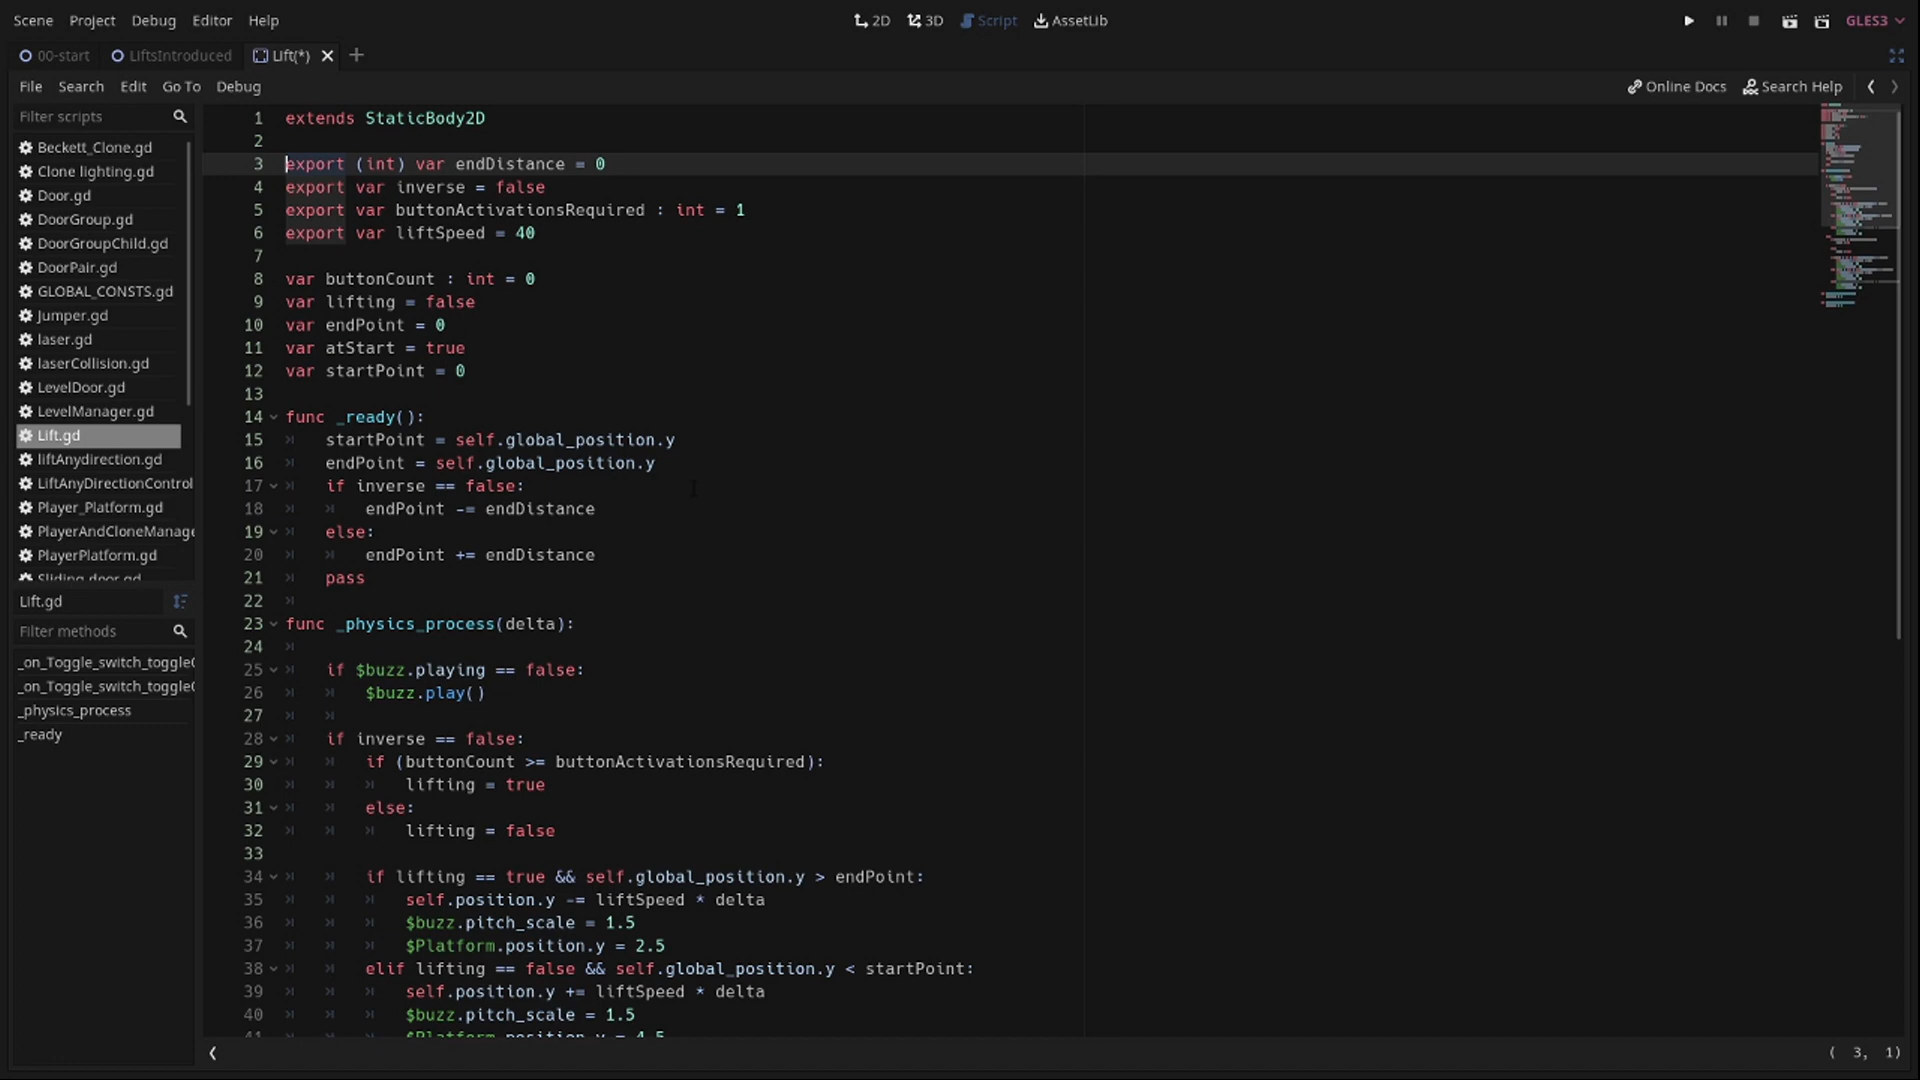 Scene Project Debug Editor Help 2D 3D Script AssetLib GLES3
00-start LiftsIntroduced Lift(*)
File Search Edit Go To Debug Online Docs Search Help
Filter scripts
Beckett_Clone.gd
Clone lighting.gd
Door.gd
DoorGroup.gd
DoorGroupChild.gd
DoorPair.gd
GLOBAL_CONSTS.gd
Jumper.gd
laser.gd
laserCollision.gd
LevelDoor.gd
LevelManager.gd
Lift.gd
liftAnydirection.gd
LiftAnyDirectionControl
Player_Platform.gd
PlayerAndCloneManage
PlayerPlatform.gd
Sliding door.gd
Lift.gd
Filter methods
_on_Toggle_switch_toggle
_on_Toggle_switch_toggle
_physics_process
_ready
1 extends StaticBody2D
2
3 export (int) var endDistance = 0
4 export var inverse = false
5 export var buttonActivationsRequired : int = 1
6 export var liftSpeed = 40
7
8 var buttonCount : int = 0
9 var lifting = false
10 var endPoint = 0
11 var atStart = true
12 var startPoint = 0
13
14 func _ready():
15 startPoint = self.global_position.y
16 endPoint = self.global_position.y
17 if inverse == false:
18 endPoint -= endDistance
19 else:
20 endPoint += endDistance
21 pass
22
23 func _physics_process(delta):
24
25 if $buzz.playing == false:
26 $buzz.play()
27
28 if inverse == false:
29 if (buttonCount >= buttonActivationsRequired):
30 lifting = true
31 else:
32 lifting = false
33
34 if lifting == true && self.global_position.y > endPoint:
35 self.position.y -= liftSpeed * delta
36 $buzz.pitch_scale = 1.5
37 $Platform.position.y = 2.5
38 elif lifting == false && self.global_position.y < startPoint:
39 self.position.y += liftSpeed * delta
40 $buzz.pitch_scale = 1.5
41 $Platform.position.y = 4.5
( 3, 1)